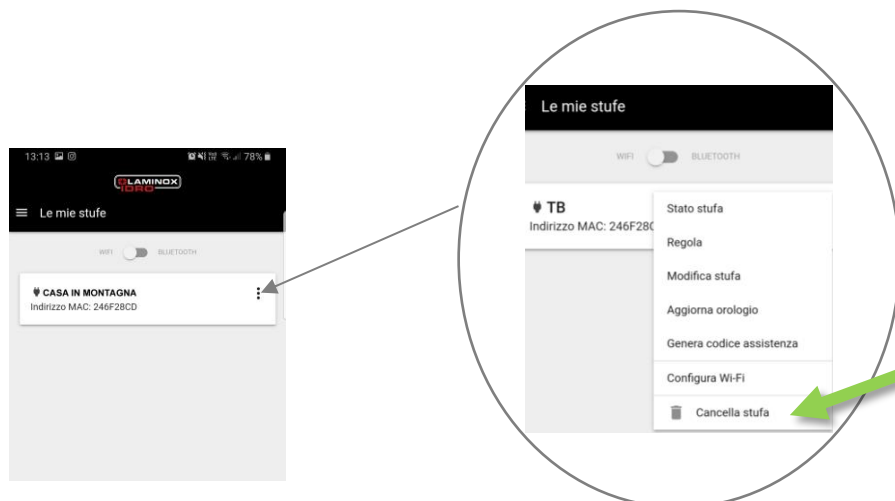 13:13
78%
LAMINOX
IDRO
Le mie stufe
WIFI BLUETOOTH
CASA IN MONTAGNA
Indirizzo MAC: 246F28CD
Le mie stufe
WIFI BLUETOOTH
TB
Indirizzo MAC: 246F280
Stato stufa
Regola
Modifica stufa
Aggiorna orologio
Genera codice assistenza
Configura Wi-Fi
Cancella stufa